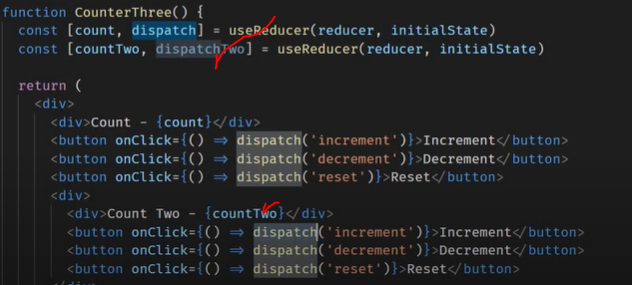 function CounterThree() {
const [count, dispatch] = useReducer(reducer, initialState)
const [countTwo, dispatchTwo] = useReducer(reducer, initialState)
return (
<div>
<div>Count - {count}</div>
<button onClick={() => dispatch('increment')}>Increment</button>
<button onClick={() => dispatch('decrement')}>Decrement</button>
<button onClick={() => dispatch('reset')}>Reset</button>
<div>
<div>Count Two - {countTwo}</div>
<button onClick={() => dispatch('increment')}>Increment</button>
<button onClick={() => dispatch('decrement')}>Decrement</button>
<button onClick={() => dispatch('reset')}>Reset</button>
</div>